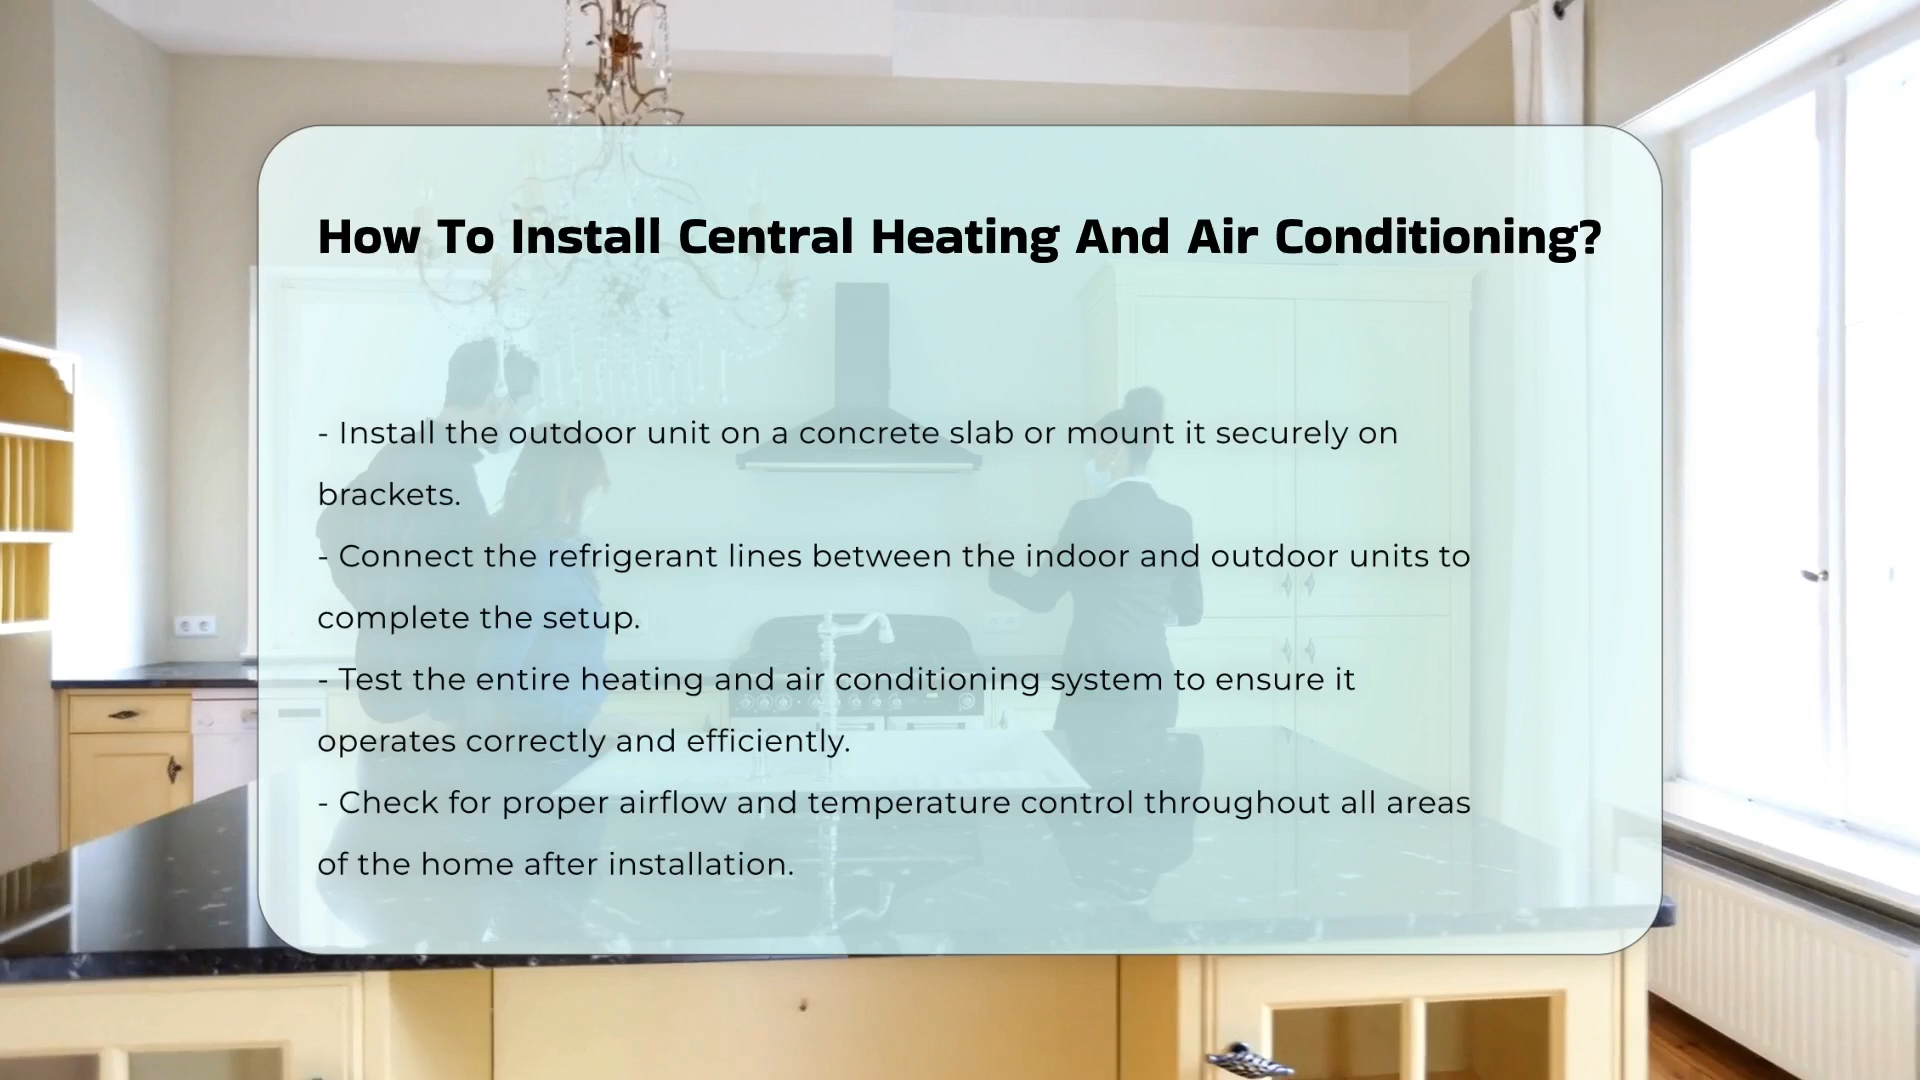 How To Install Central Heating And Air Conditioning?
- Install the outdoor unit on a concrete slab or mount it securely on
brackets.
- Connect the refrigerant lines between the indoor and outdoor units to
complete the setup.
- Test the entire heating and air conditioning system to ensure it
operates correctly and efficiently.
- Check for proper airflow and temperature control throughout all areas
of the home after installation.